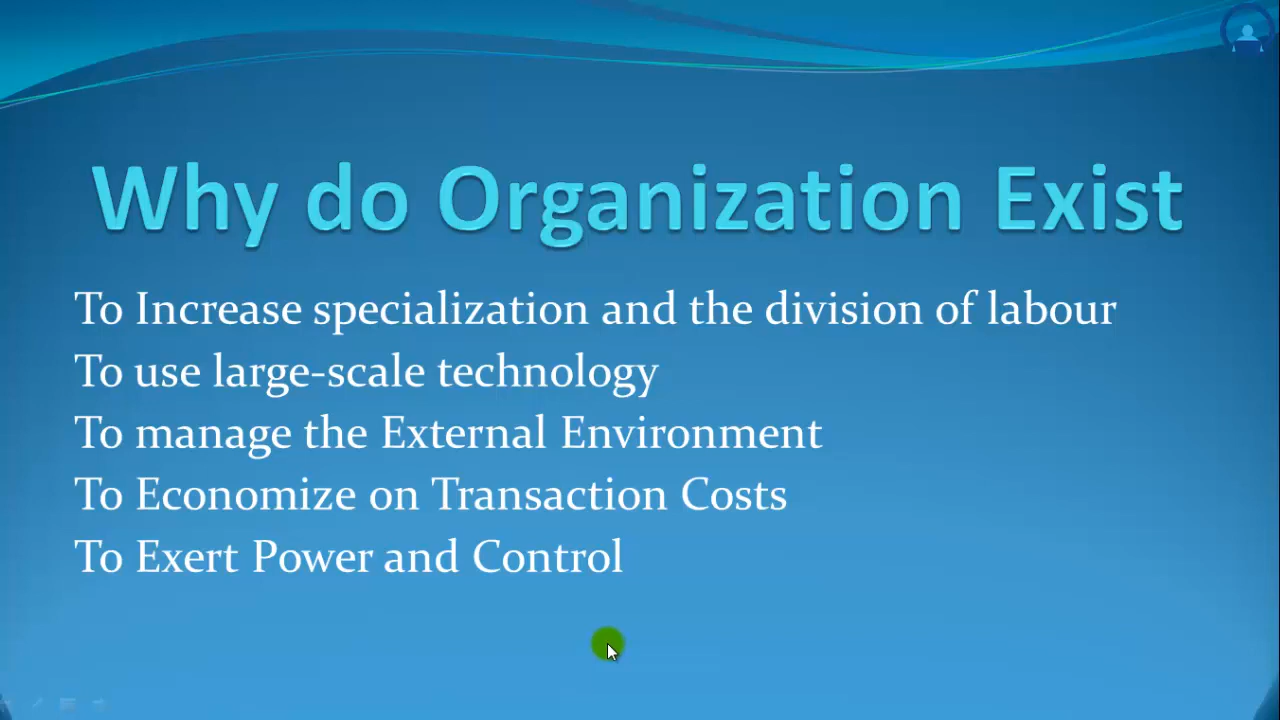 Why do Organization Exist
To Increase specialization and the division of labour
To use large-scale technology
To manage the External Environment
To Economize on Transaction Costs
To Exert Power and Control